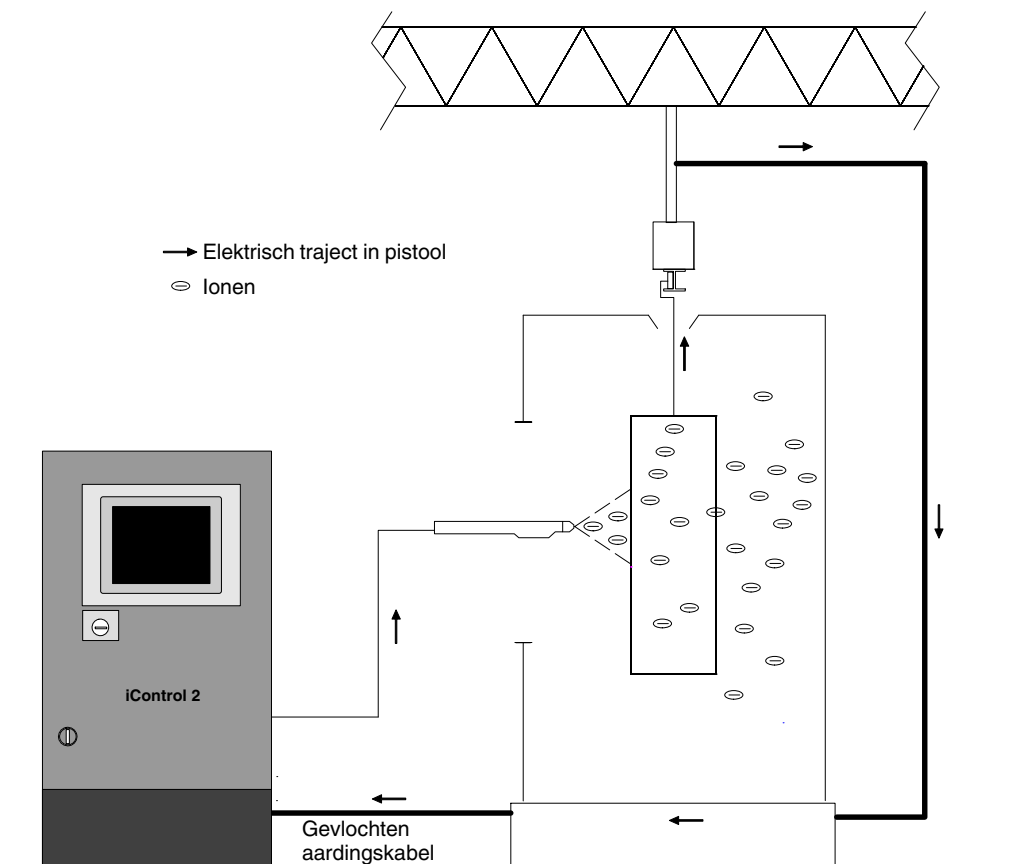 Elektrisch traject in pistool
Ionen
iControl 2
Gevlochten
aardingskabel